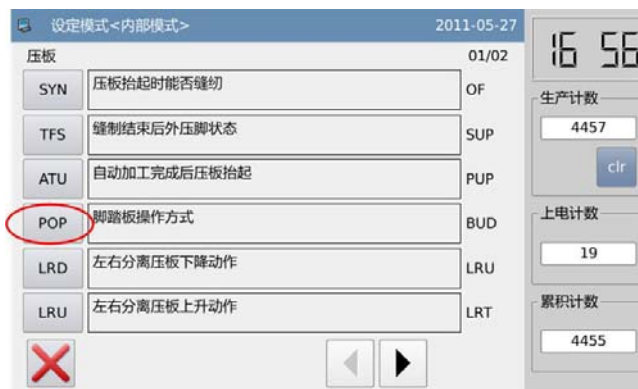 设定模式<内部模式> 2011-05-27
压板 01/02
SYN 压板抬起时能否缝纫 OF
TFS 缝制结束后外压脚状态 SUP
ATU 自动加工完成后压板抬起 PUP
POP 脚踏板操作方式 BUD
LRD 左右分离压板下降动作 LRU
LRU 左右分离压板上升动作 LRT
16 56
生产计数
4457
clr
上电计数
19
累积计数
4455